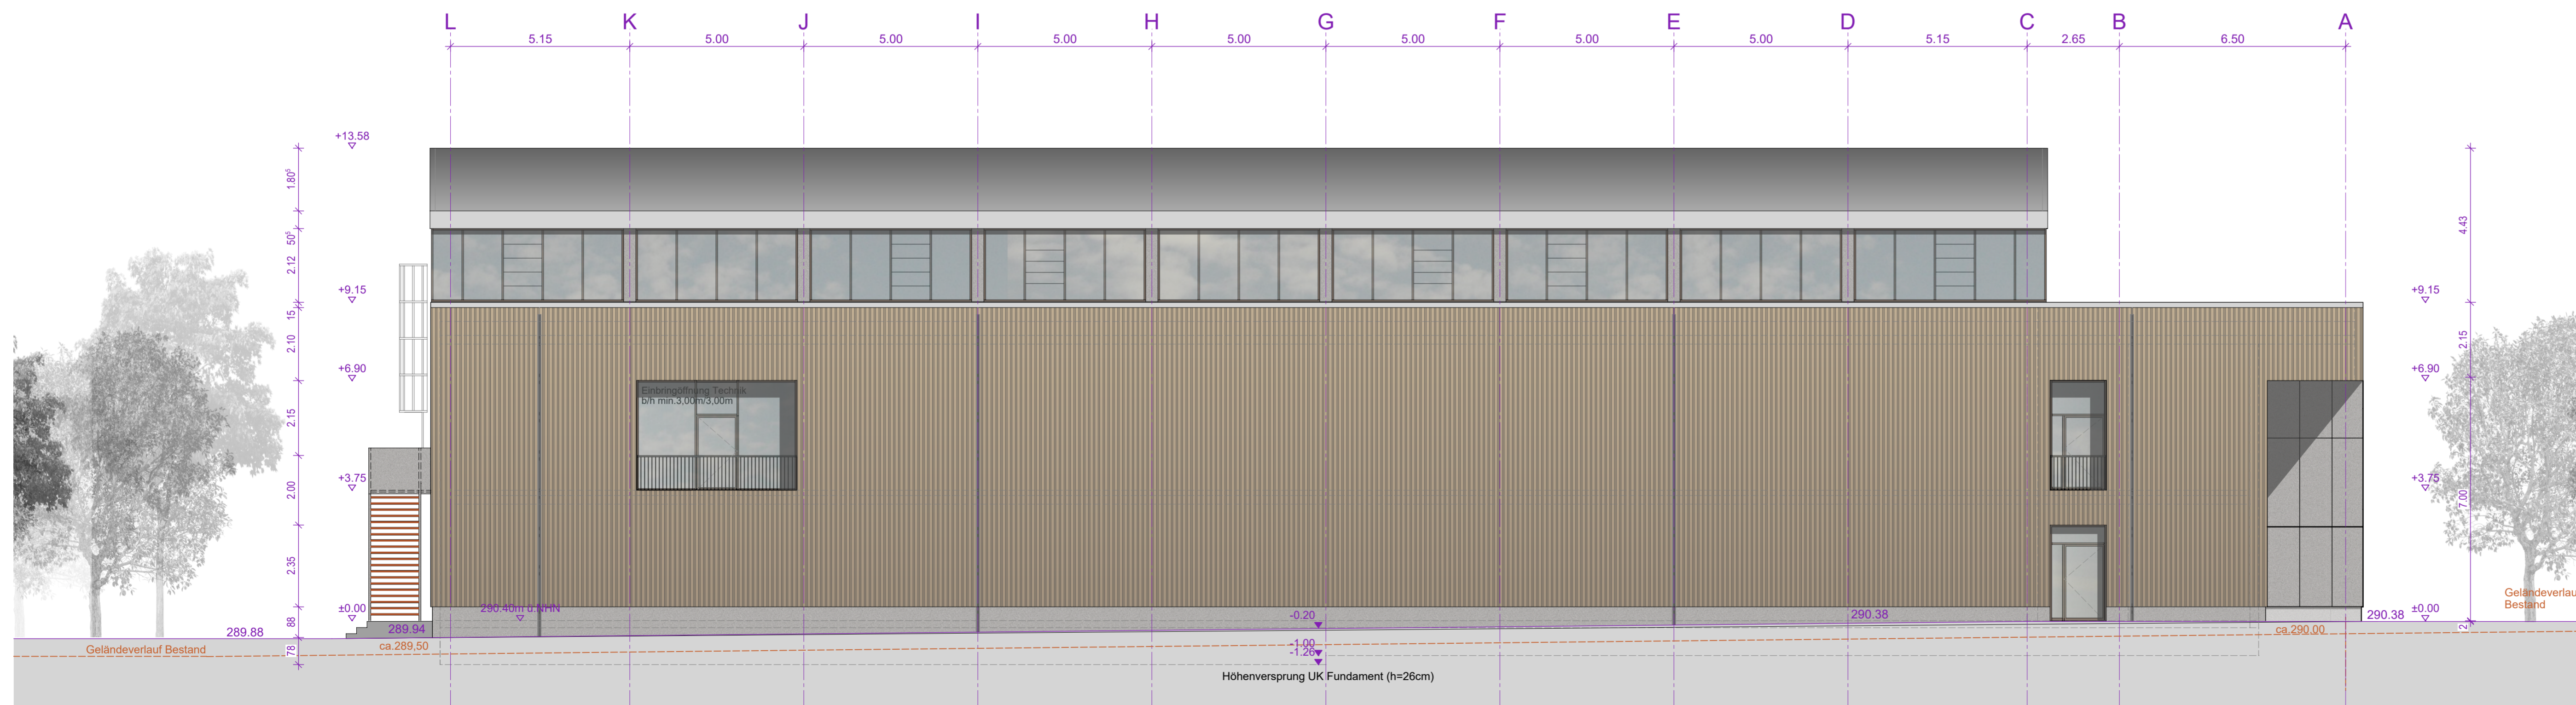 L K J I H G F E D C B A
5.15 5.00 5.00 5.00 5.00 5.00 5.00 5.00 5.15 2.65 6.50
+13.58
1.80⁵
4.43
50⁵
2.12
+9.15
+9.15
15
2.10
2.15
+6.90
+6.90
Einbringöffnung Technik
b/h min.3,00m/3,00m
2.15
+3.75
+3.75
2.00
7.00
2.35
Geländeverlau
Bestand
±0.00
290.40m ü.NHN
-0.20
290.38
290.38
±0.00
88
289.88
289.94
2
ca.290.00
Geländeverlauf Bestand
ca.289,50
78
-1.00
-1.26
Höhenversprung UK Fundament (h=26cm)